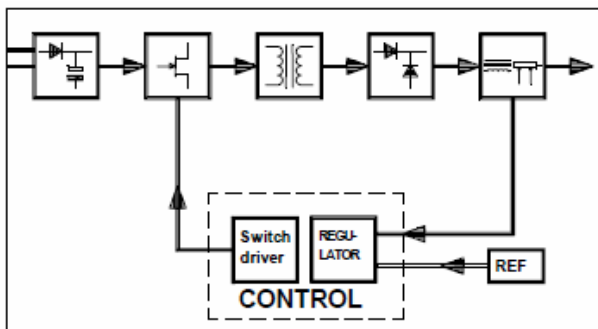 Switch
driver
REGU-
LATOR
REF
CONTROL